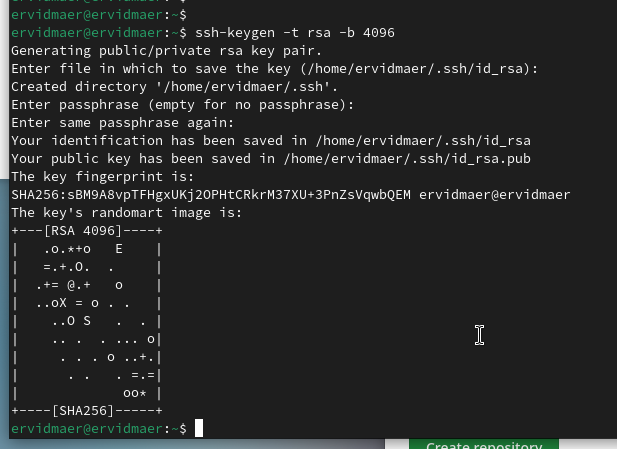 ervidmaer@ervidmaer:~$
ervidmaer@ervidmaer:~$ ssh-keygen -t rsa -b 4096
Generating public/private rsa key pair.
Enter file in which to save the key (/home/ervidmaer/.ssh/id_rsa):
Created directory '/home/ervidmaer/.ssh'.
Enter passphrase (empty for no passphrase):
Enter same passphrase again:
Your identification has been saved in /home/ervidmaer/.ssh/id_rsa
Your public key has been saved in /home/ervidmaer/.ssh/id_rsa.pub
The key fingerprint is:
SHA256:sBM9A8vpTFHgxUKj2OPHtCRkrM37XU+3PnZsVqwbQEM ervidmaer@ervidmaer
The key's randomart image is:
+---[RSA 4096]----+
|   .o.*+o   E    |
|   =.+.O.  .     |
|  .+= @.+   o    |
|  ..oX = o . .   |
|    ..O S   .  . |
|    .. .  . ... o|
|     . . . o ..+.|
|      . .   . =.=|
|             oo* |
+----[SHA256]-----+
ervidmaer@ervidmaer:~$
Create repository